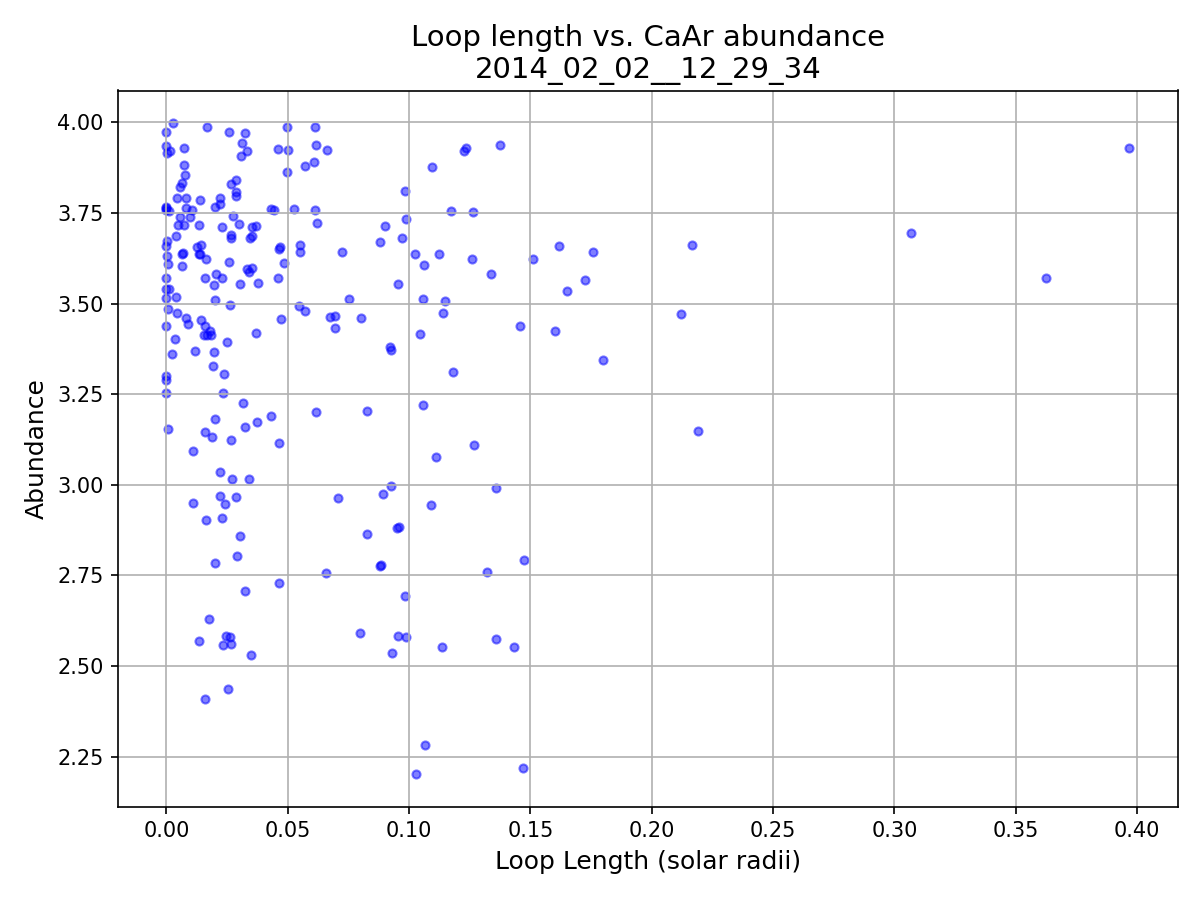 Loop length vs. CaAr abundance
2014_02_02__12_29_34
4.00
3.75
3.50
3.25
3.00
2.75
2.50
2.25
Abundance
0.00 0.05 0.10 0.15 0.20 0.25 0.30 0.35 0.40
Loop Length (solar radii)